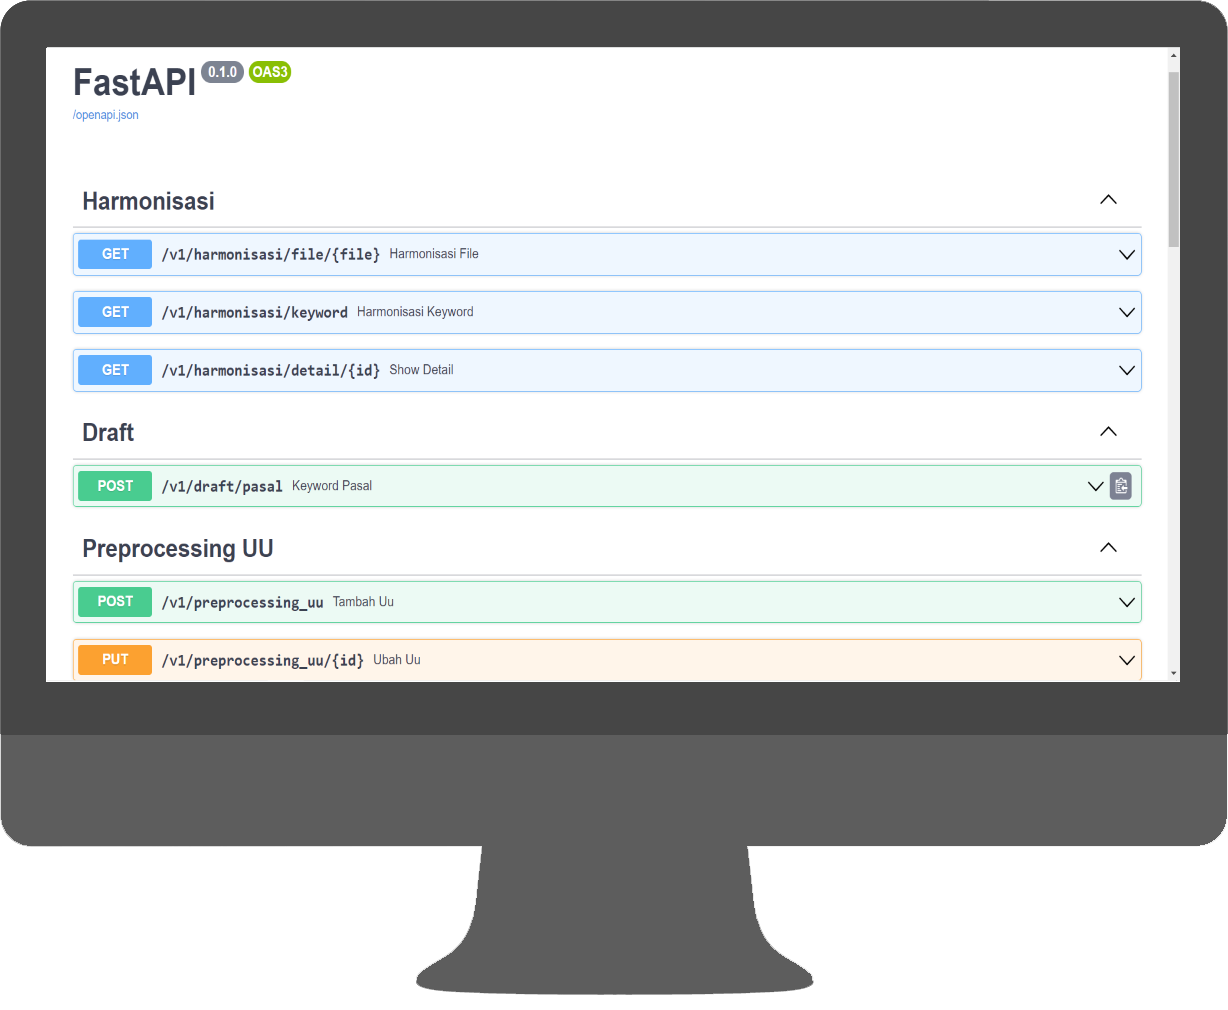 FastAPI 0.1.0 OAS3
/openapi.json
Harmonisasi
GET /v1/harmonisasi/file/{file} Harmonisasi File
GET /v1/harmonisasi/keyword Harmonisasi Keyword
GET /v1/harmonisasi/detail/{id} Show Detail
Draft
POST /v1/draft/pasal Keyword Pasal
Preprocessing UU
POST /v1/preprocessing_uu Tambah Uu
PUT /v1/preprocessing_uu/{id} Ubah Uu